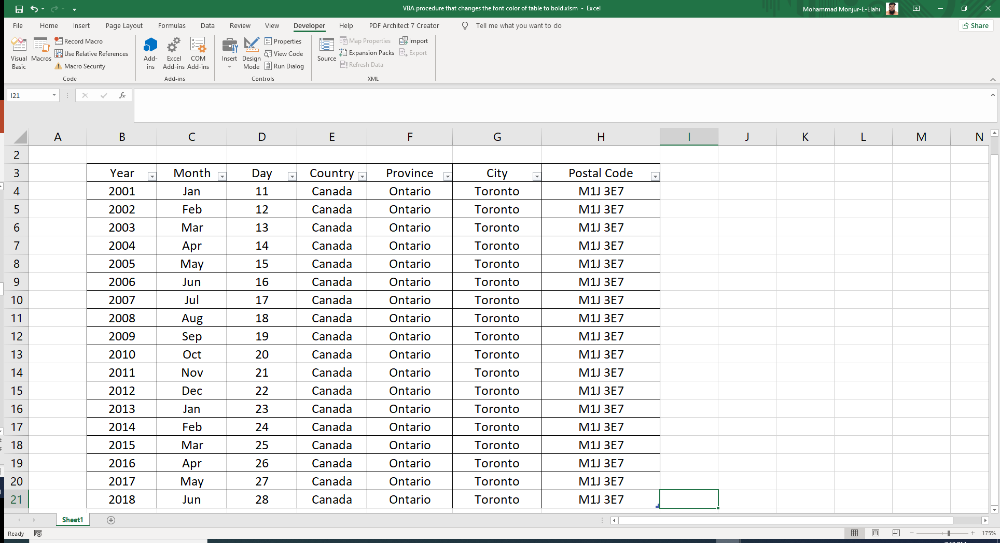 VBA procedure that changes the font color of table to bold.xlsm - Excel
Mohammad Monjur-E-Elahi
File Home Insert Page Layout Formulas Data Review View Developer Help PDF Architect 7 Creator Tell me what you want to do Share
Visual Basic
Macros
Record Macro
Use Relative References
Macro Security
Code
Add-ins
Excel Add-ins
COM Add-ins
Add-ins
Insert
Design Mode
Properties
View Code
Run Dialog
Controls
Source
Map Properties
Expansion Packs
Refresh Data
Import
Export
XML
I21
fx
A B C D E F G H I J K L M N
2
3 Year Month Day Country Province City Postal Code
4 2001 Jan 11 Canada Ontario Toronto M1J 3E7
5 2002 Feb 12 Canada Ontario Toronto M1J 3E7
6 2003 Mar 13 Canada Ontario Toronto M1J 3E7
7 2004 Apr 14 Canada Ontario Toronto M1J 3E7
8 2005 May 15 Canada Ontario Toronto M1J 3E7
9 2006 Jun 16 Canada Ontario Toronto M1J 3E7
10 2007 Jul 17 Canada Ontario Toronto M1J 3E7
11 2008 Aug 18 Canada Ontario Toronto M1J 3E7
12 2009 Sep 19 Canada Ontario Toronto M1J 3E7
13 2010 Oct 20 Canada Ontario Toronto M1J 3E7
14 2011 Nov 21 Canada Ontario Toronto M1J 3E7
15 2012 Dec 22 Canada Ontario Toronto M1J 3E7
16 2013 Jan 23 Canada Ontario Toronto M1J 3E7
17 2014 Feb 24 Canada Ontario Toronto M1J 3E7
18 2015 Mar 25 Canada Ontario Toronto M1J 3E7
19 2016 Apr 26 Canada Ontario Toronto M1J 3E7
20 2017 May 27 Canada Ontario Toronto M1J 3E7
21 2018 Jun 28 Canada Ontario Toronto M1J 3E7
Sheet1
Ready
175%